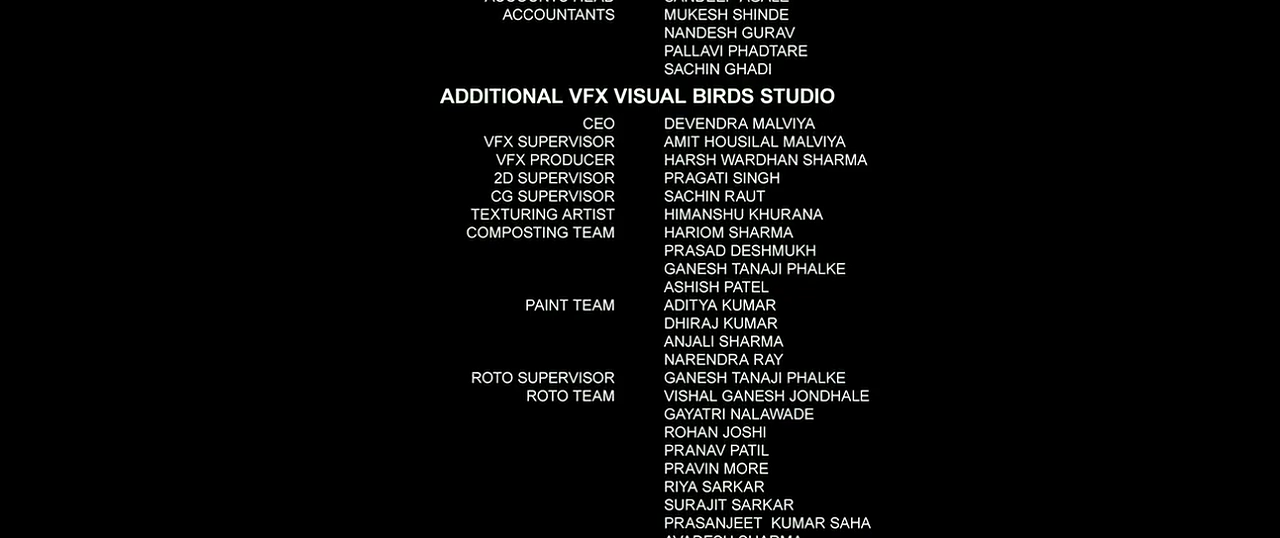 ACCOUNTANTS MUKESH SHINDE
NANDESH GURAV
PALLAVI PHADTARE
SACHIN GHADI
ADDITIONAL VFX VISUAL BIRDS STUDIO
CEO DEVENDRA MALVIYA
VFX SUPERVISOR AMIT HOUSILAL MALVIYA
VFX PRODUCER HARSH WARDHAN SHARMA
2D SUPERVISOR PRAGATI SINGH
CG SUPERVISOR SACHIN RAUT
TEXTURING ARTIST HIMANSHU KHURANA
COMPOSTING TEAM HARIOM SHARMA
PRASAD DESHMUKH
GANESH TANAJI PHALKE
ASHISH PATEL
PAINT TEAM ADITYA KUMAR
DHIRAJ KUMAR
ANJALI SHARMA
NARENDRA RAY
ROTO SUPERVISOR GANESH TANAJI PHALKE
ROTO TEAM VISHAL GANESH JONDHALE
GAYATRI NALAWADE
ROHAN JOSHI
PRANAV PATIL
PRAVIN MORE
RIYA SARKAR
SURAJIT SARKAR
PRASANJEET KUMAR SAHA